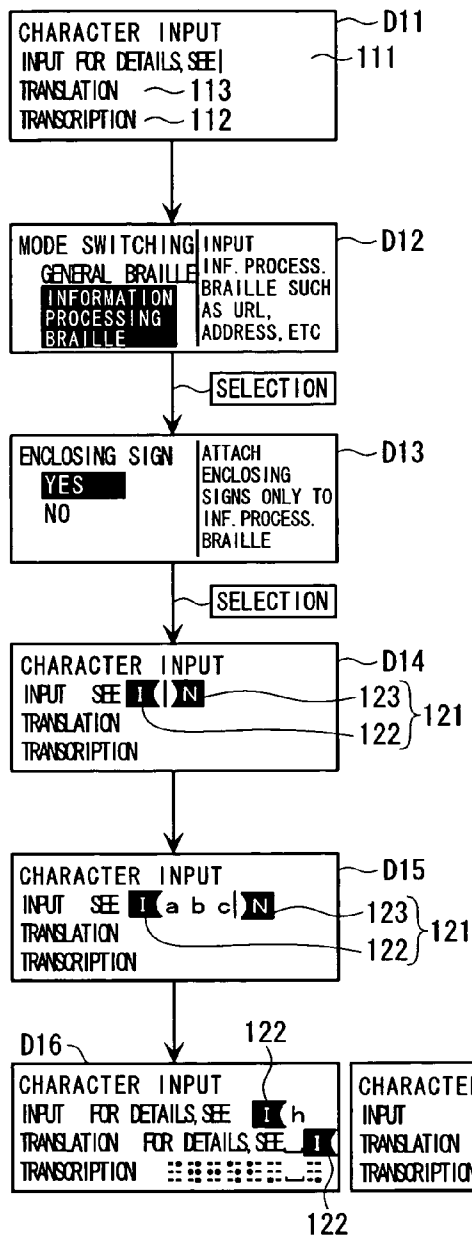 D11
CHARACTER INPUT
INPUT FOR DETAILS, SEE|
111
TRANSLATION 113
TRANSCRIPTION 112
D12
MODE SWITCHING
GENERAL BRAILLE
INFORMATION
PROCESSING
BRAILLE
INPUT
INF. PROCESS.
BRAILLE SUCH
AS URL,
ADDRESS, ETC
SELECTION
D13
ENCLOSING SIGN
YES
NO
ATTACH
ENCLOSING
SIGNS ONLY TO
INF. PROCESS.
BRAILLE
SELECTION
D14
CHARACTER INPUT
INPUT SEE I(|)N
TRANSLATION
TRANSCRIPTION
123
122
121
D15
CHARACTER INPUT
INPUT SEE I(a b c|)N
TRANSLATION
TRANSCRIPTION
123
122
121
D16
122
CHARACTER INPUT
INPUT FOR DETAILS, SEE I(h
TRANSLATION FOR DETAILS, SEE_I(
TRANSCRIPTION
122
CHARACTE
INPUT
TRANSLATION
TRANSCRIPTION